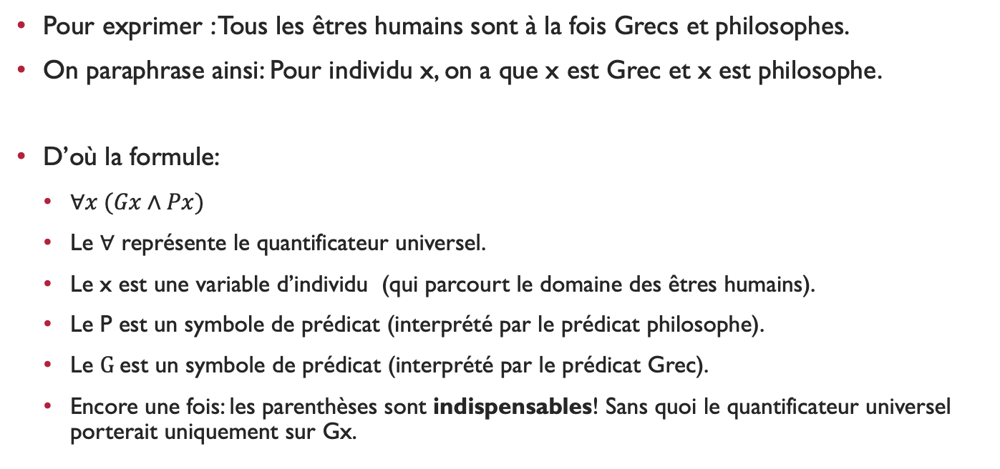 • Pour exprimer : Tous les êtres humains sont à la fois Grecs et philosophes.
• On paraphrase ainsi: Pour individu x, on a que x est Grec et x est philosophe.
• D’où la formule:
• ∀x (Gx ∧ Px)
• Le ∀ représente le quantificateur universel.
• Le x est une variable d’individu (qui parcourt le domaine des êtres humains).
• Le P est un symbole de prédicat (interprété par le prédicat philosophe).
• Le G est un symbole de prédicat (interprété par le prédicat Grec).
• Encore une fois: les parenthèses sont indispensables! Sans quoi le quantificateur universel
porterait uniquement sur Gx.